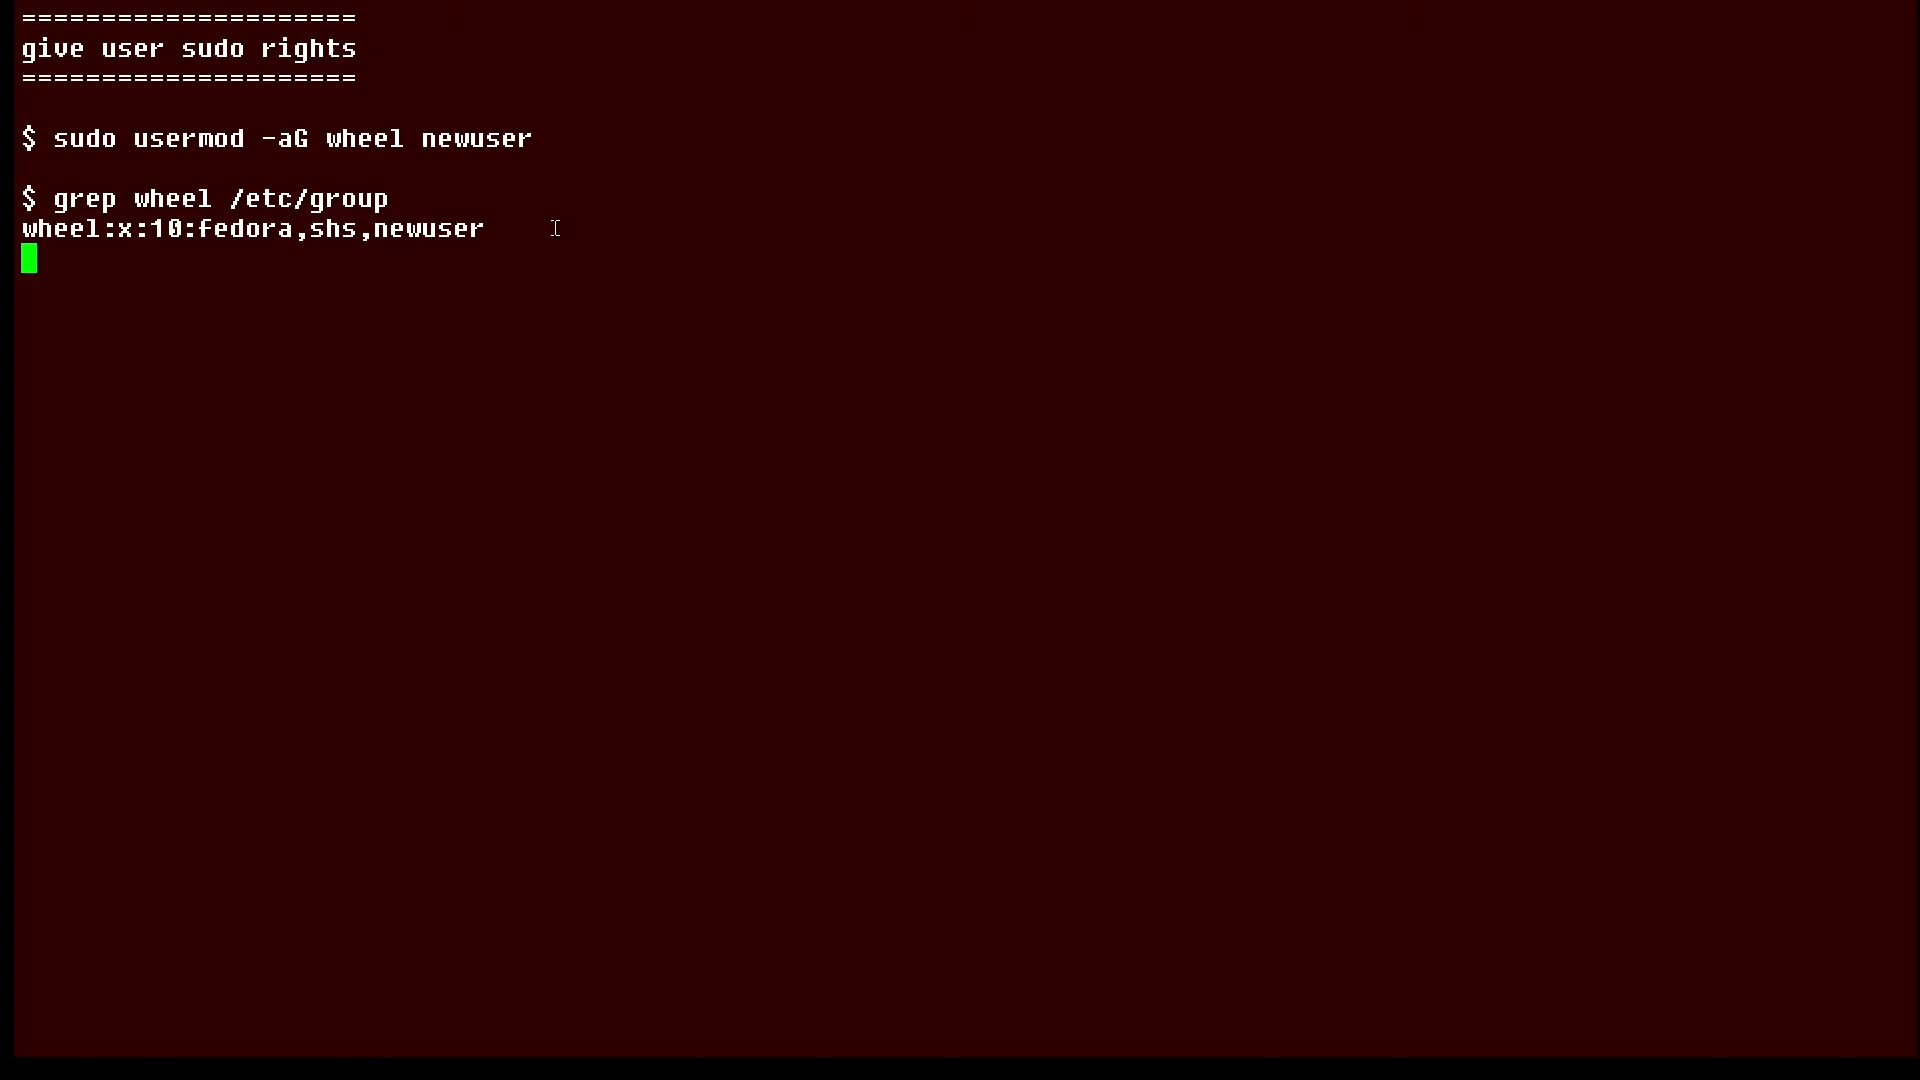 =====================
give user sudo rights
=====================
$ sudo usermod -aG wheel newuser
$ grep wheel /etc/group
wheel:x:10:fedora,shs,newuser